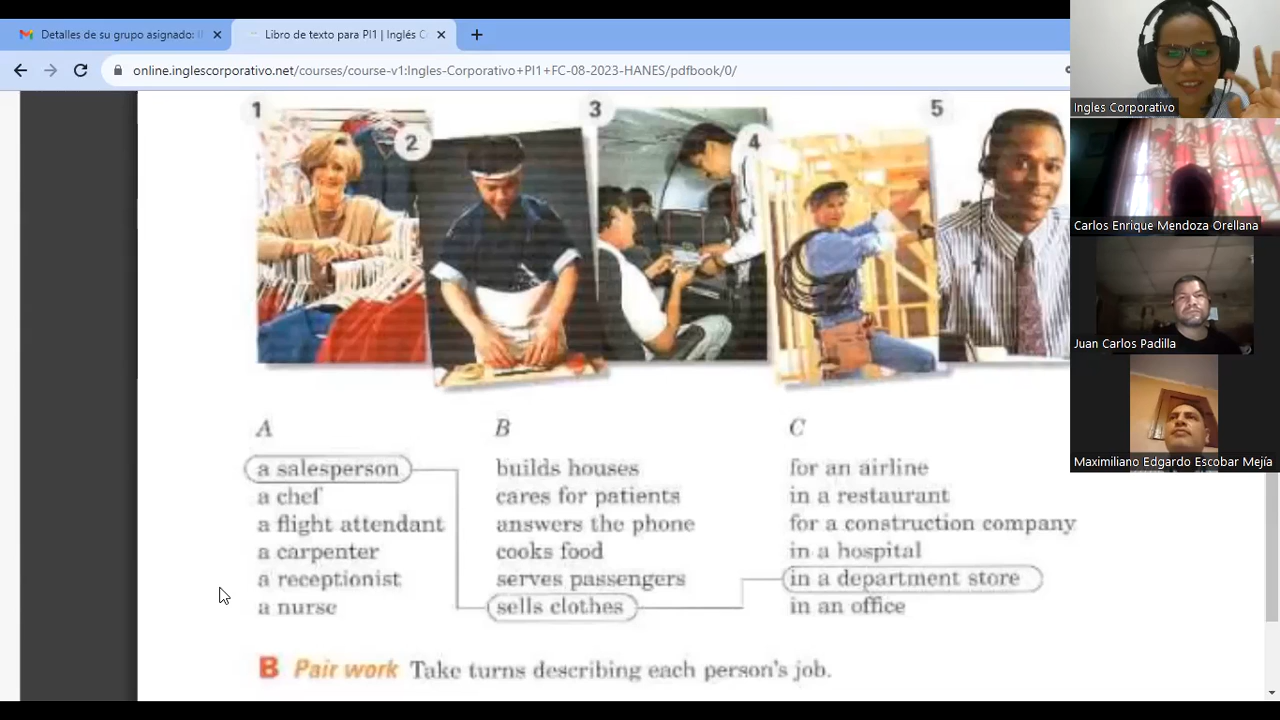 Detalles de su grupo asignado: I
Libro de texto para PI1 | Inglés C
online.inglescorporativo.net/courses/course-v1:Ingles-Corporativo+PI1+FC-08-2023-HANES/pdfbook/0/
Ingles Corporativo
Carlos Enrique Mendoza Orellana
Juan Carlos Padilla
Maximiliano Edgardo Escobar Mejía
1
2
3
4
5
A B C
a salesperson builds houses for an airline
a chef cares for patients in a restaurant
a flight attendant answers the phone for a construction company
a carpenter cooks food in a hospital
a receptionist serves passengers in a department store
a nurse sells clothes in an office
B Pair work Take turns describing each person's job.